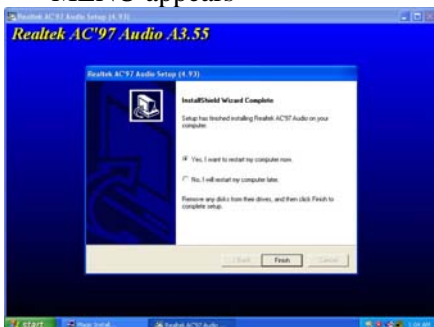 MENU appears
Realtek AC'97 Audio Setup (4.93)
Realtek AC'97 Audio A3.55
Realtek AC'97 Audio Setup (4.93)
InstallShield Wizard Complete
Setup has finished installing Realtek AC'97 Audio on your
computer.
Yes, I want to restart my computer now.
No, I will restart my computer later.
Remove any disks from their drives, and then click Finish to
complete setup.
< Back
Finish
Cancel
start
Magic Install
Realtek AC'97 Audio